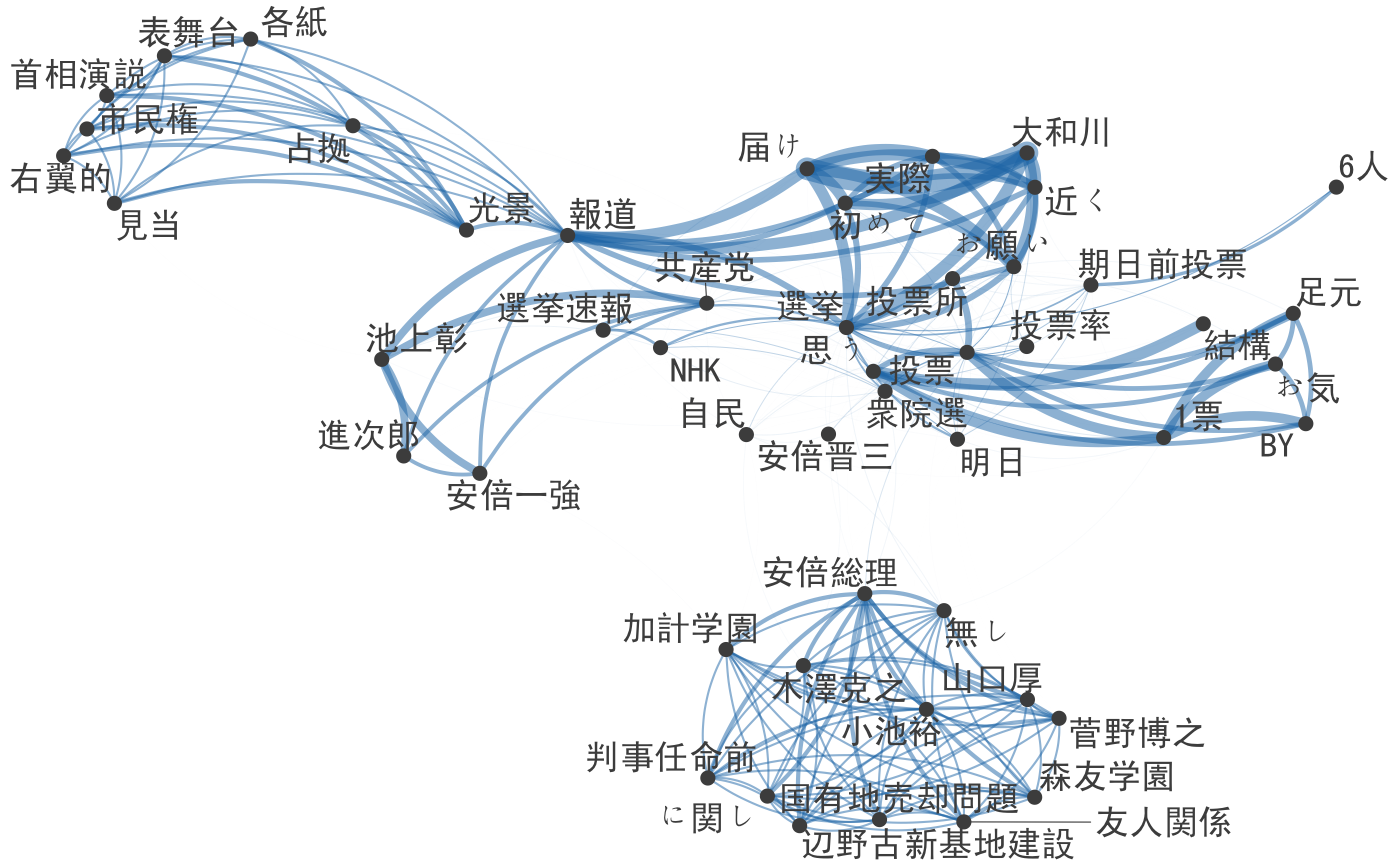 各紙
表舞台
首相演説
市民権
占拠
右翼的
見当
光景
報道
届け
実際
大和川
6人
近く
初めて
お願い
共産党
期日前投票
選挙速報
選挙
投票所
足元
池上彰
思う
投票率
結構
NHK
投票
お気
自民
衆院選
1票
進次郎
安倍晋三
明日
BY
安倍一強
安倍総理
加計学園
無し
木澤克之
山口厚
小池裕
菅野博之
判事任命前
森友学園
国有地売却問題
に関し
友人関係
辺野古新基地建設